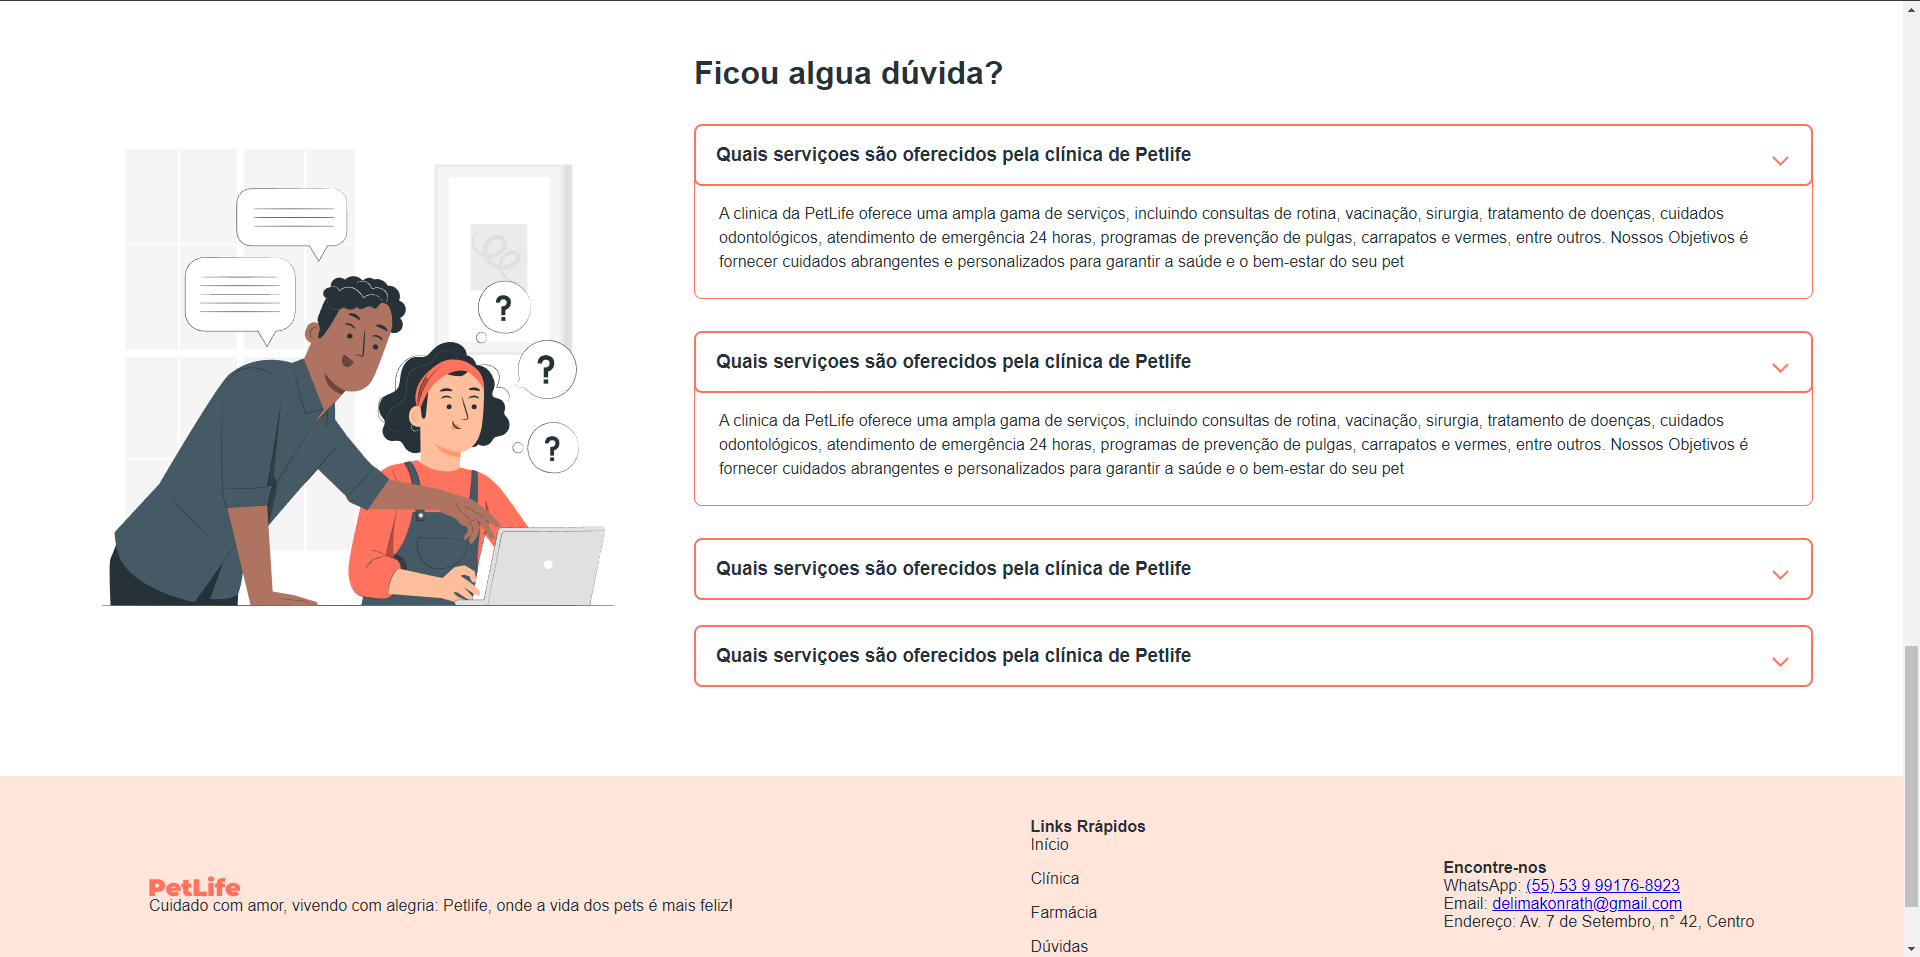 Ficou algua dúvida?
Quais serviçoes são oferecidos pela clínica de Petlife
A clinica da PetLife oferece uma ampla gama de serviços, incluindo consultas de rotina, vacinação, sirurgia, tratamento de doenças, cuidados
odontológicos, atendimento de emergência 24 horas, programas de prevenção de pulgas, carrapatos e vermes, entre outros. Nossos Objetivos é
fornecer cuidados abrangentes e personalizados para garantir a saúde e o bem-estar do seu pet
Quais serviçoes são oferecidos pela clínica de Petlife
A clinica da PetLife oferece uma ampla gama de serviços, incluindo consultas de rotina, vacinação, sirurgia, tratamento de doenças, cuidados
odontológicos, atendimento de emergência 24 horas, programas de prevenção de pulgas, carrapatos e vermes, entre outros. Nossos Objetivos é
fornecer cuidados abrangentes e personalizados para garantir a saúde e o bem-estar do seu pet
Quais serviçoes são oferecidos pela clínica de Petlife
Quais serviçoes são oferecidos pela clínica de Petlife
?
?
?
PetLife
Cuidado com amor, vivendo com alegria: Petlife, onde a vida dos pets é mais feliz!
Links Rrápidos
Início
Clínica
Farmácia
Dúvidas
Encontre-nos
WhatsApp: (55) 53 9 99176-8923
Email: delimakonrath@gmail.com
Endereço: Av. 7 de Setembro, n° 42, Centro